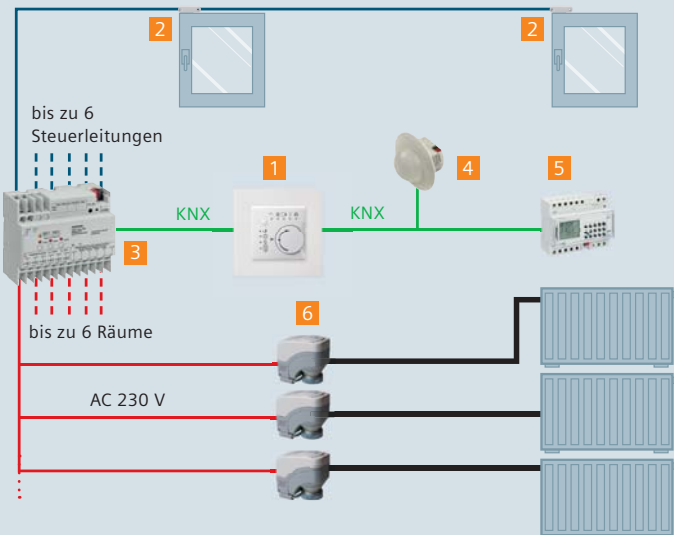 2
2
bis zu 6
Steuerleitungen
1
4
5
KNX
KNX
3
bis zu 6 Räume
6
AC 230 V